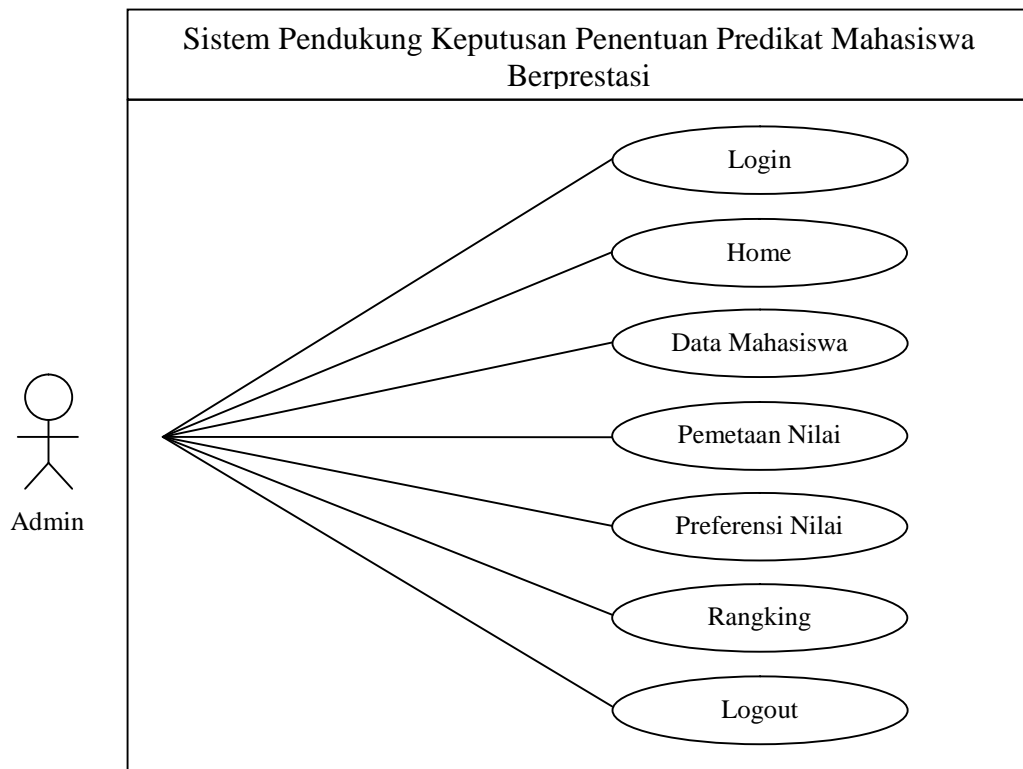 Sistem Pendukung Keputusan Penentuan Predikat Mahasiswa
Berprestasi
Login
Home
Data Mahasiswa
Pemetaan Nilai
Admin
Preferensi Nilai
Rangking
Logout